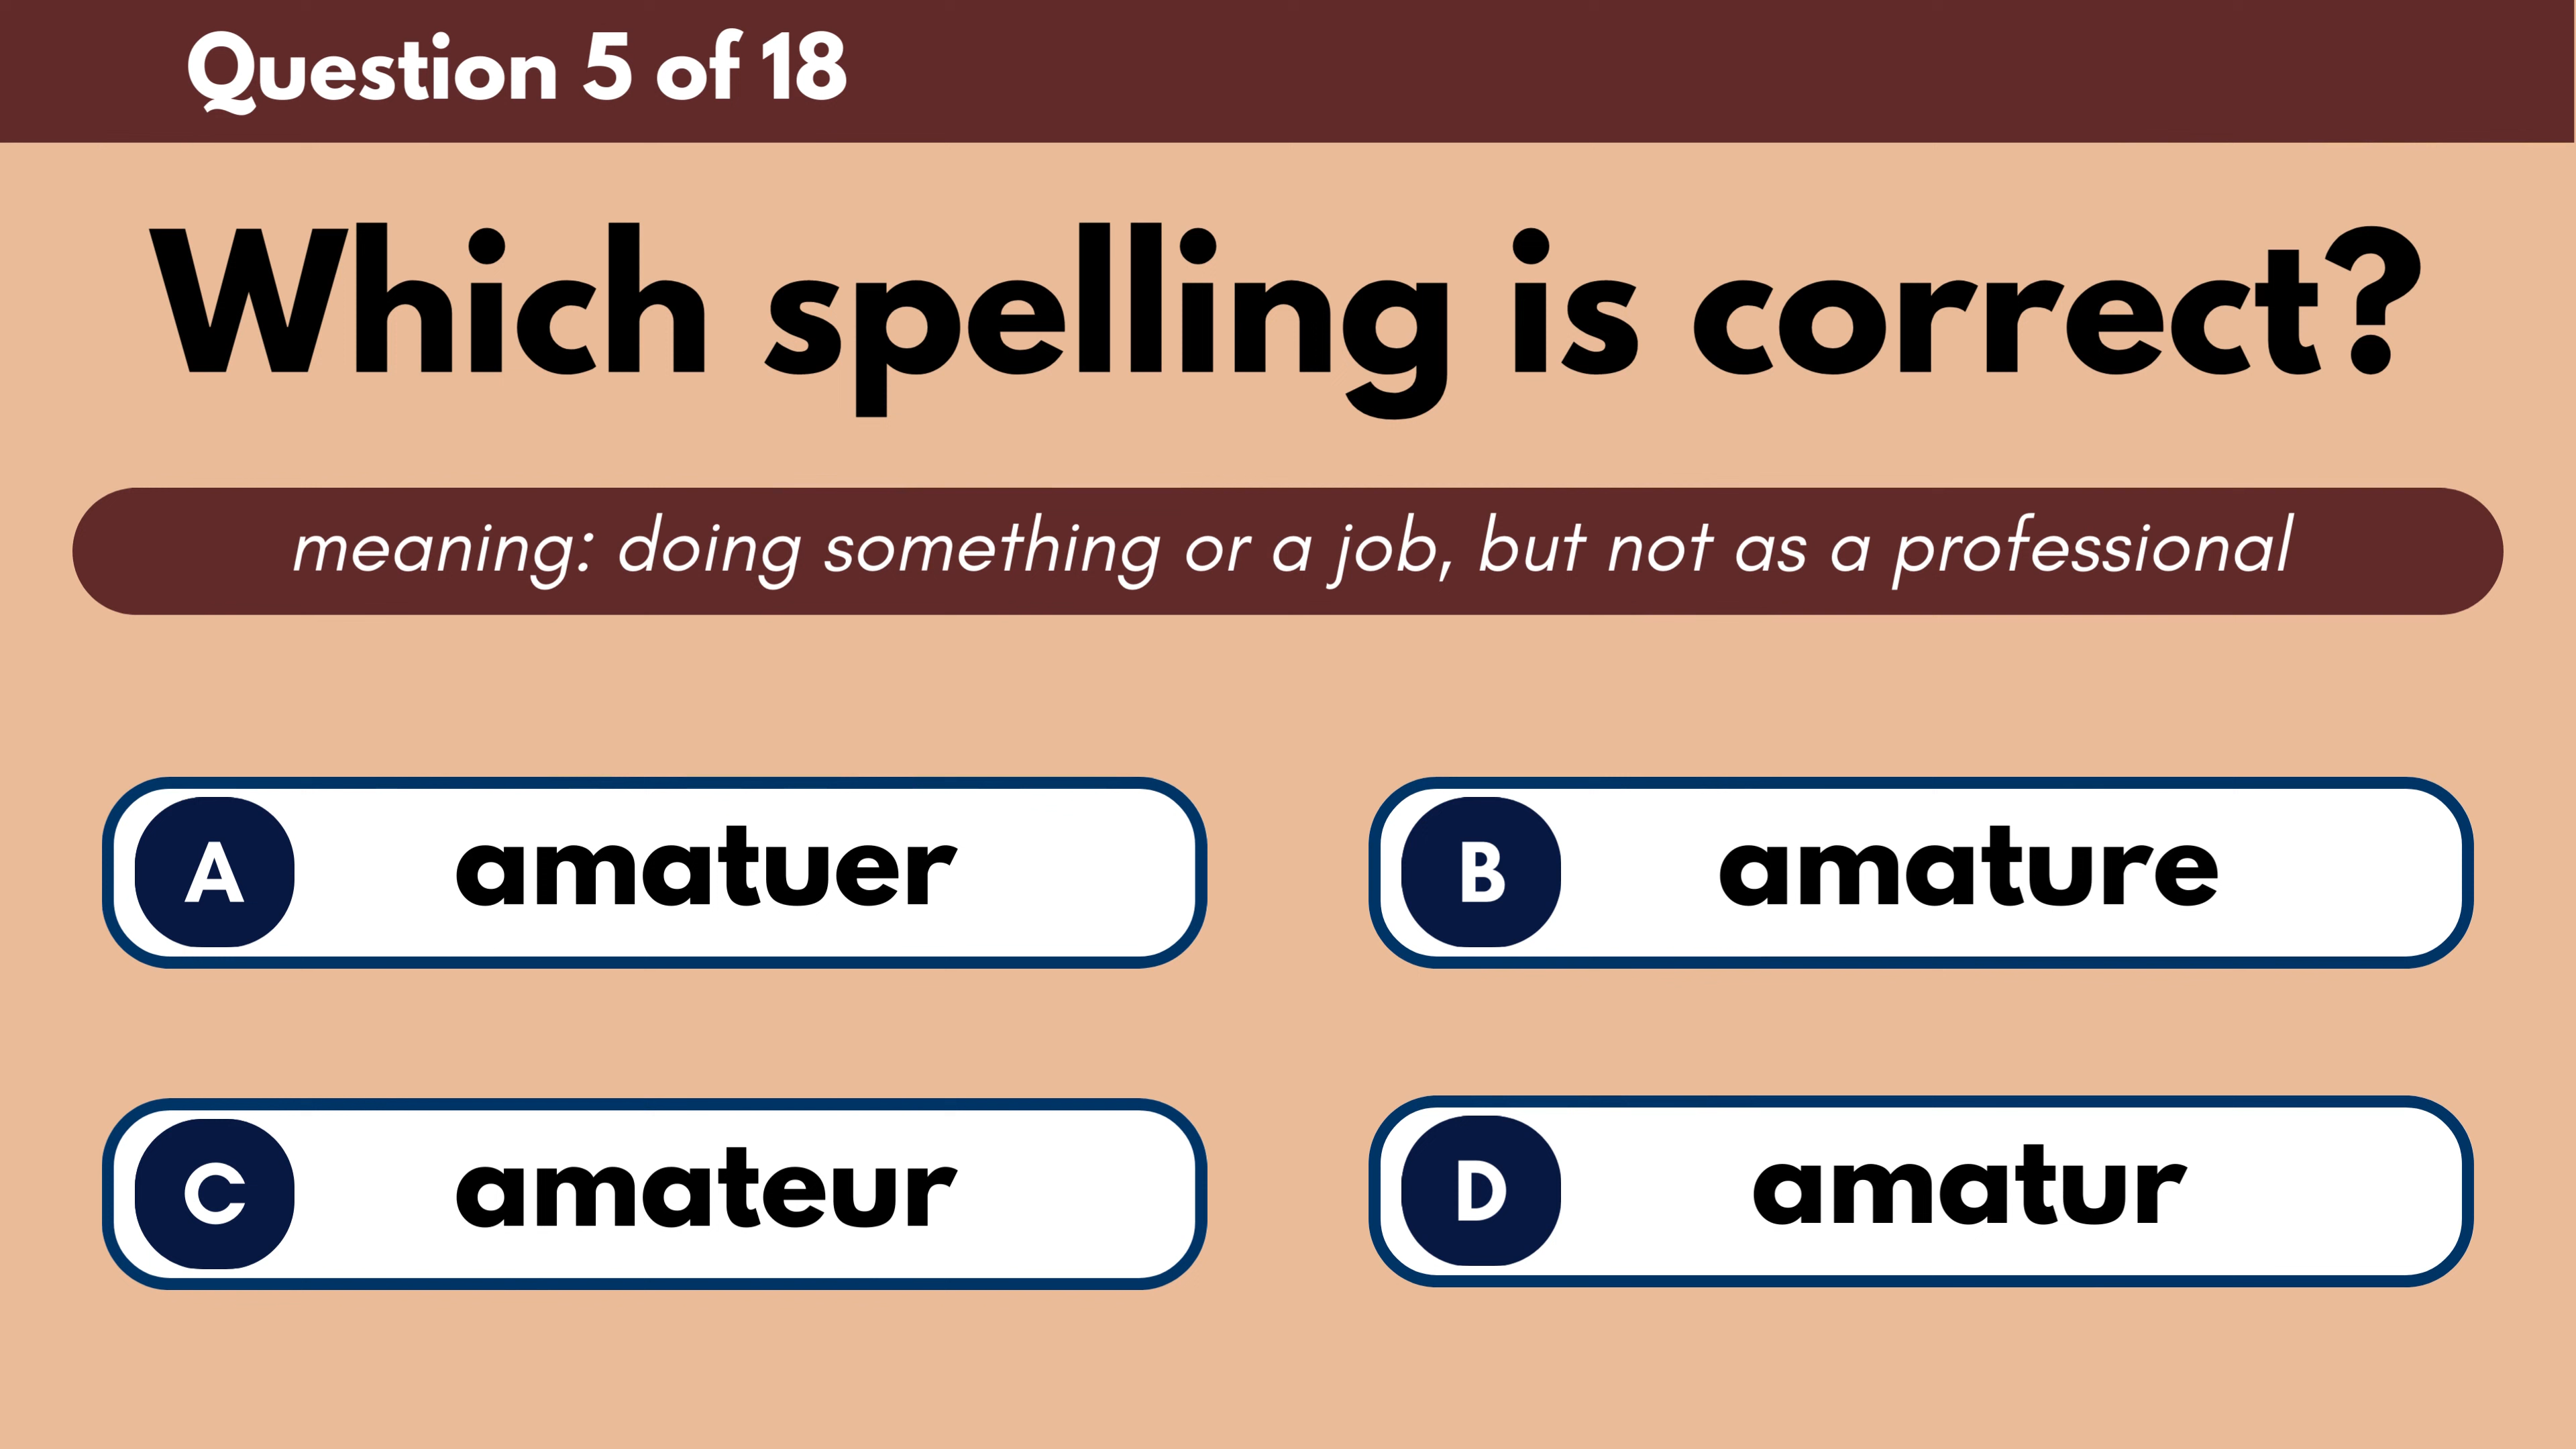 Question 5 of 18
Which spelling is correct?
meaning: doing something or a job, but not as a professional
A amatuer
B amature
C amateur
D amatur